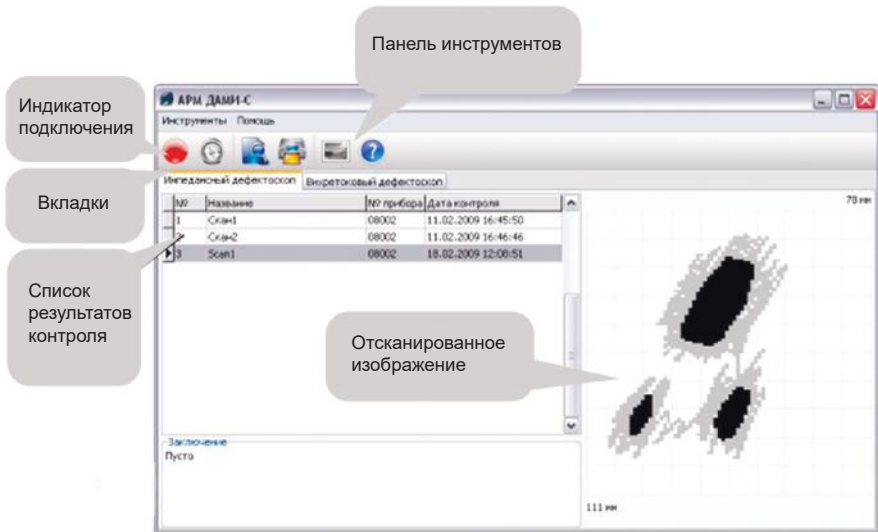 Панель инструментов
Индикатор
подключения
Вкладки
Список
результатов
контроля
Отсканированное
изображение
АРМ ДАМИ-С
Инструменты Помощь
Импедансный дефектоскоп Вихретоковый дефектоскоп
№ Название № прибора Дата контроля
1 Скан1 08002 11.02.2009 16:45:50
Скан2 08002 11.02.2009 16:46:46
3 Scan1 08002 18.02.2009 12:08:51
78 мм
Заключение
Пусто
111 мм